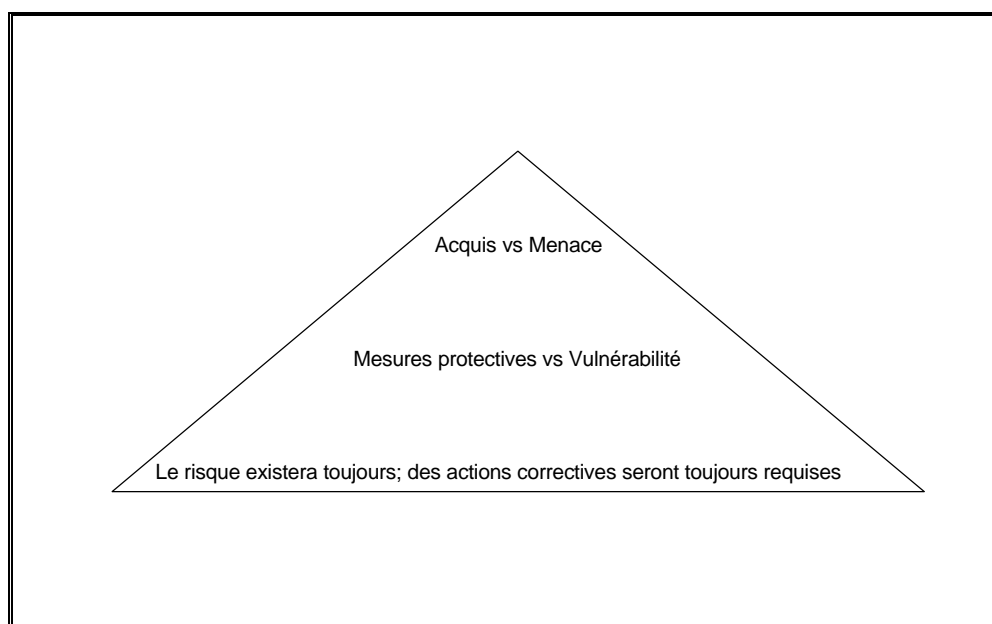 Acquis vs Menace
Mesures protectives vs Vulnérabilité
Le risque existera toujours; des actions correctives seront toujours requises